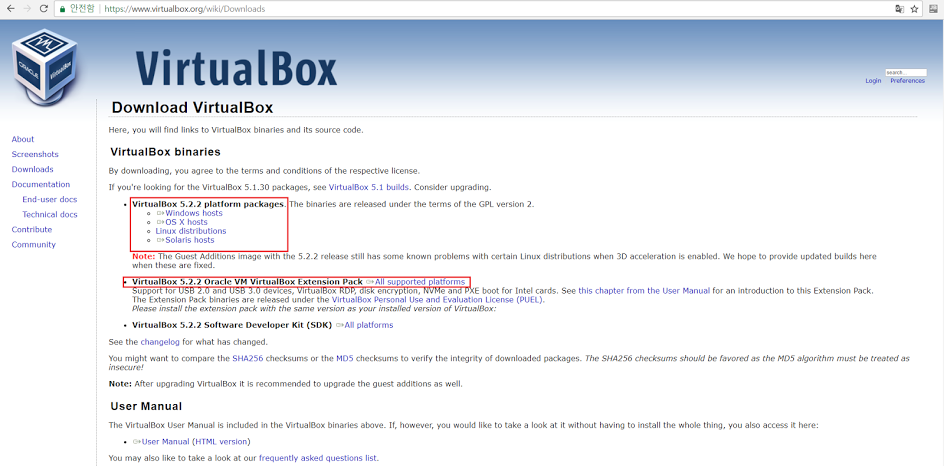 안전함 https://www.virtualbox.org/wiki/Downloads
ORACLE
VirtualBox
VirtualBox
search...
Login Preferences
Download VirtualBox
Here, you will find links to VirtualBox binaries and its source code.
About
Screenshots
Downloads
Documentation
End-user docs
Technical docs
Contribute
Community
VirtualBox binaries
By downloading, you agree to the terms and conditions of the respective license.
If you're looking for the VirtualBox 5.1.30 packages, see VirtualBox 5.1 builds. Consider upgrading.
• VirtualBox 5.2.2 platform packages. The binaries are released under the terms of the GPL version 2.
Windows hosts
OS X hosts
Linux distributions
Solaris hosts
Note: The Guest Additions image with the 5.2.2 release still has some known problems with certain Linux distributions when 3D acceleration is enabled. We hope to provide updated builds here
when these are fixed.
• VirtualBox 5.2.2 Oracle VM VirtualBox Extension Pack All supported platforms
Support for USB 2.0 and USB 3.0 devices, VirtualBox RDP, disk encryption, NVMe and PXE boot for Intel cards. See this chapter from the User Manual for an introduction to this Extension Pack.
The Extension Pack binaries are released under the VirtualBox Personal Use and Evaluation License (PUEL).
Please install the extension pack with the same version as your installed version of VirtualBox:
• VirtualBox 5.2.2 Software Developer Kit (SDK) All platforms
See the changelog for what has changed.
You might want to compare the SHA256 checksums or the MD5 checksums to verify the integrity of downloaded packages. The SHA256 checksums should be favored as the MD5 algorithm must be treated as
insecure!
Note: After upgrading VirtualBox it is recommended to upgrade the guest additions as well.
User Manual
The VirtualBox User Manual is included in the VirtualBox binaries above. If, however, you would like to take a look at it without having to install the whole thing, you also access it here:
• User Manual (HTML version)
You may also like to take a look at our frequently asked questions list.